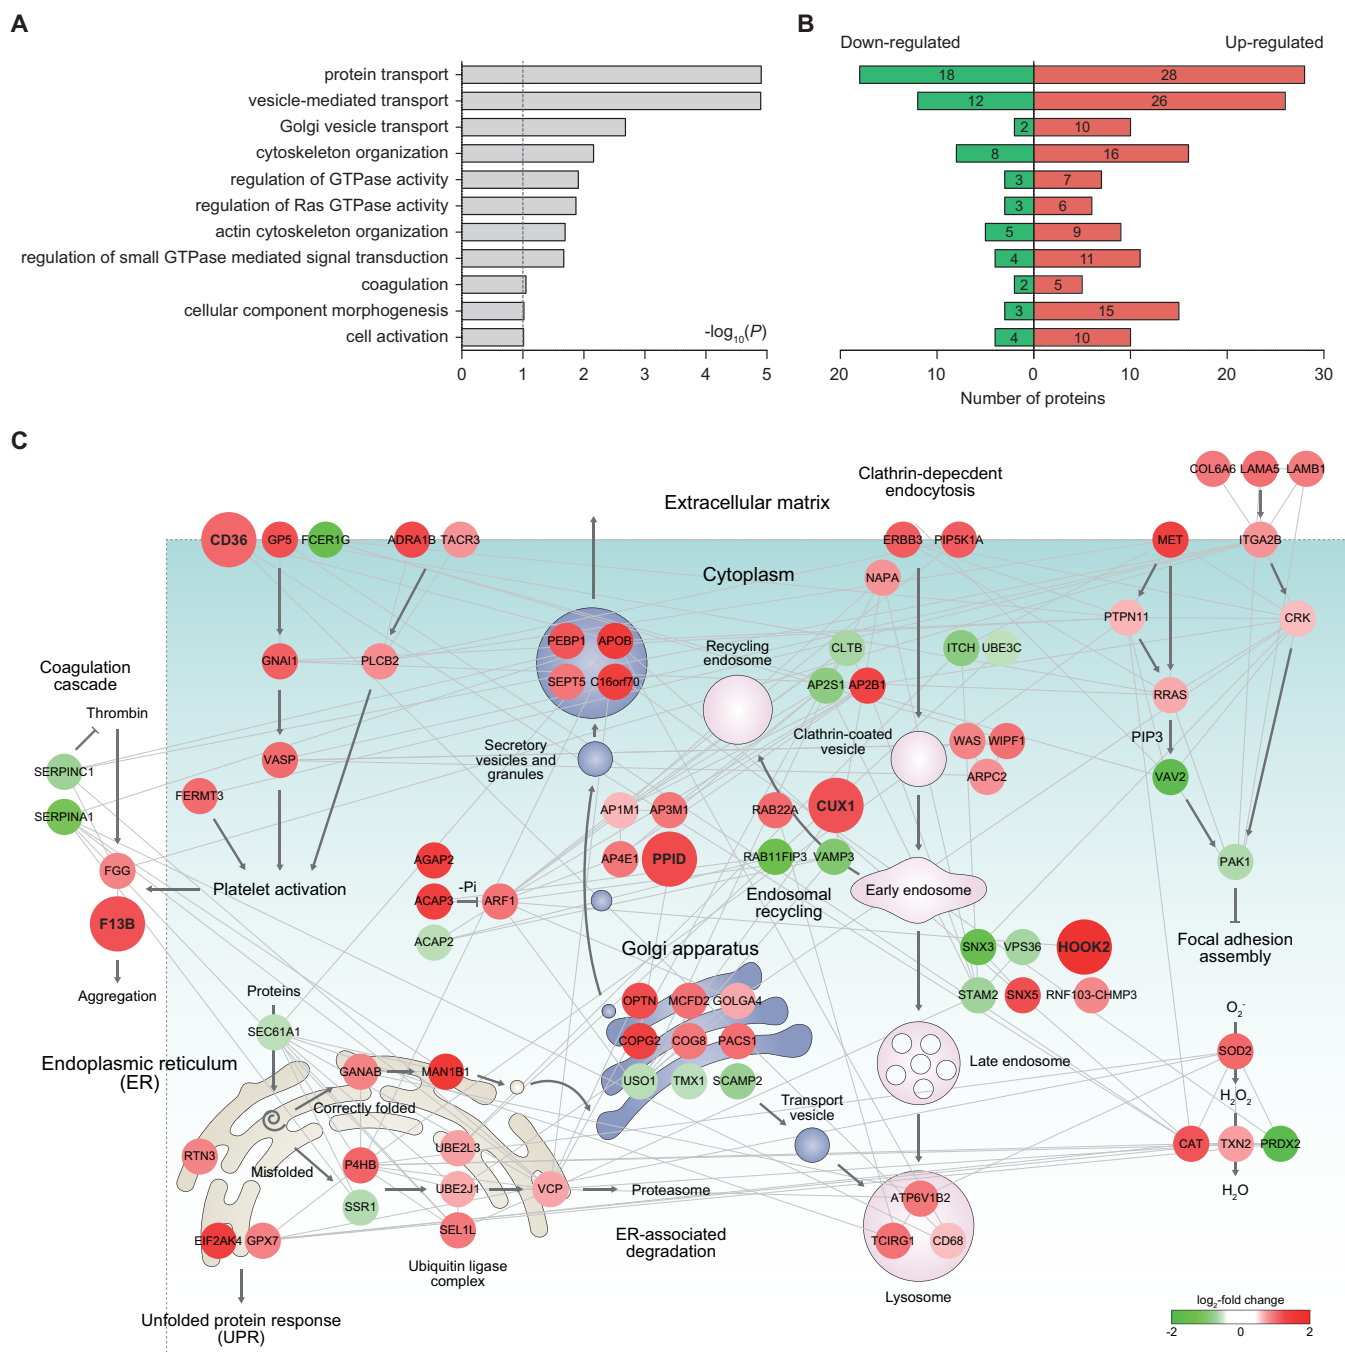 A
B
Down-regulated
Up-regulated
protein transport
18
28
vesicle-mediated transport
12
26
Golgi vesicle transport
2
10
cytoskeleton organization
8
16
regulation of GTPase activity
3
7
regulation of Ras GTPase activity
3
6
actin cytoskeleton organization
5
9
regulation of small GTPase mediated signal transduction
4
11
coagulation
2
5
cellular component morphogenesis
3
15
cell activation
4
10
-log10(P)
0 1 2 3 4 5
20 10 0 10 20 30
Number of proteins
C
Extracellular matrix
Clathrin-depecdent
endocytosis
COL6A6
LAMA5
LAMB1
CD36
GP5
FCER1G
ADRA1B
TACR3
ERBB3
PIP5K1A
MET
ITGA2B
Cytoplasm
NAPA
PTPN11
CRK
PEBP1
APOB
SEPT5
C16orf70
Recycling
endosome
CLTB
AP2S1
AP2B1
ITCH
UBE3C
GNAI1
PLCB2
RRAS
Coagulation
cascade
Thrombin
Secretory
vesicles and
granules
Clathrin-coated
vesicle
WAS
WIPF1
ARPC2
PIP3
VAV2
SERPINC1
SERPINA1
VASP
FERMT3
AP1M1
AP3M1
AP4E1
PPID
RAB22A
CUX1
RAB11FIP3
VAMP3
PAK1
FGG
F13B
Platelet activation
AGAP2
ACAP3
-Pi
ARF1
ACAP2
Endosomal
recycling
Early endosome
Golgi apparatus
SNX3
VPS36
HOOK2
STAM2
SNX5
RNF103-CHMP3
Focal adhesion
assembly
Aggregation
Proteins
SEC61A1
OPTN
MCFD2
GOLGA4
COPG2
COG8
PACS1
USO1
TMX1
SCAMP2
O2-
SOD2
H2O2
Endoplasmic reticulum
(ER)
GANAB
MAN1B1
Correctly folded
Late endosome
Transport
vesicle
CAT
TXN2
PRDX2
H2O
RTN3
Misfolded
P4HB
SSR1
UBE2L3
UBE2J1
SEL1L
VCP
Proteasome
ATP6V1B2
TCIRG1
CD68
EIF2AK4
GPX7
Ubiquitin ligase
complex
ER-associated
degradation
Lysosome
Unfolded protein response
(UPR)
log2-fold change
-2 0 2